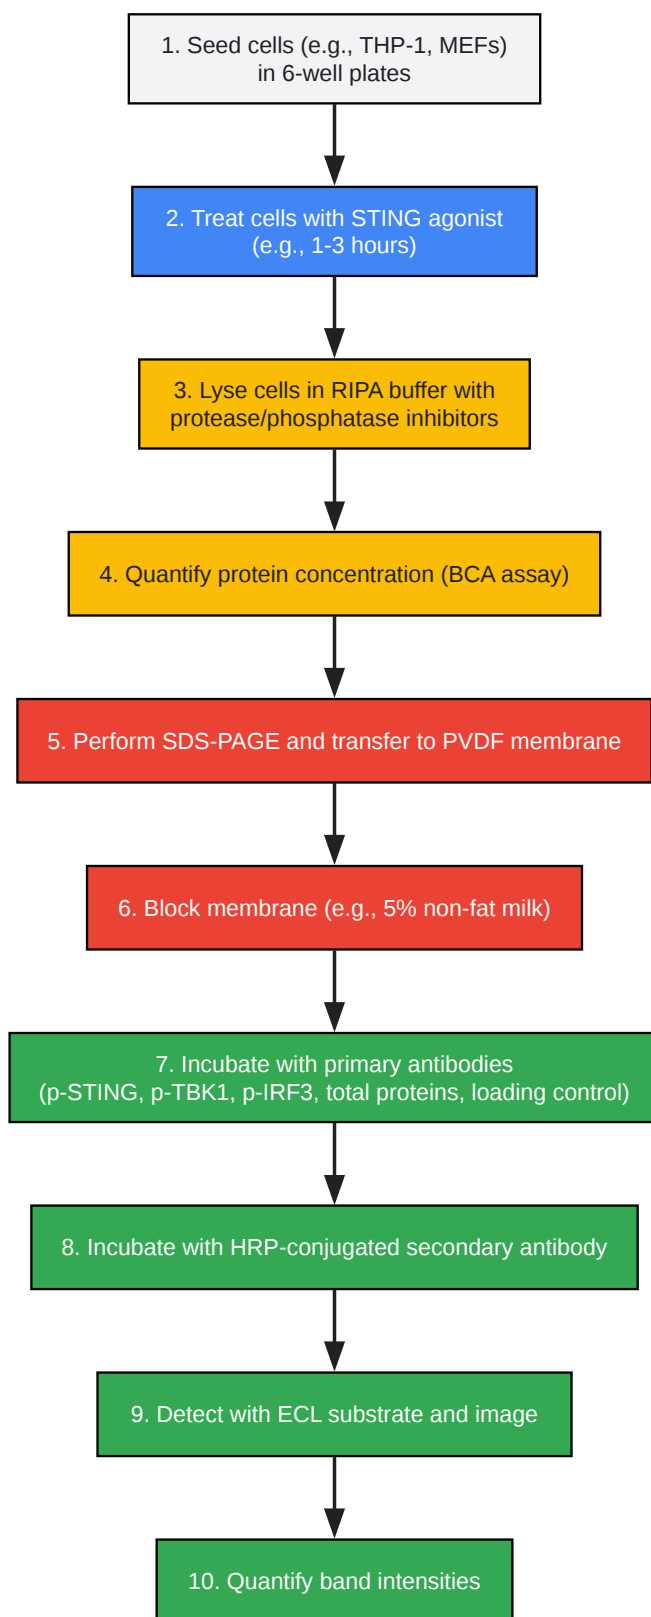 1. Seed cells (e.g., THP-1, MEFs)
in 6-well plates
2. Treat cells with STING agonist
(e.g., 1-3 hours)
3. Lyse cells in RIPA buffer with
protease/phosphatase inhibitors
4. Quantify protein concentration (BCA assay)
5. Perform SDS-PAGE and transfer to PVDF membrane
6. Block membrane (e.g., 5% non-fat milk)
7. Incubate with primary antibodies
(p-STING, p-TBK1, p-IRF3, total proteins, loading control)
8. Incubate with HRP-conjugated secondary antibody
9. Detect with ECL substrate and image
10. Quantify band intensities